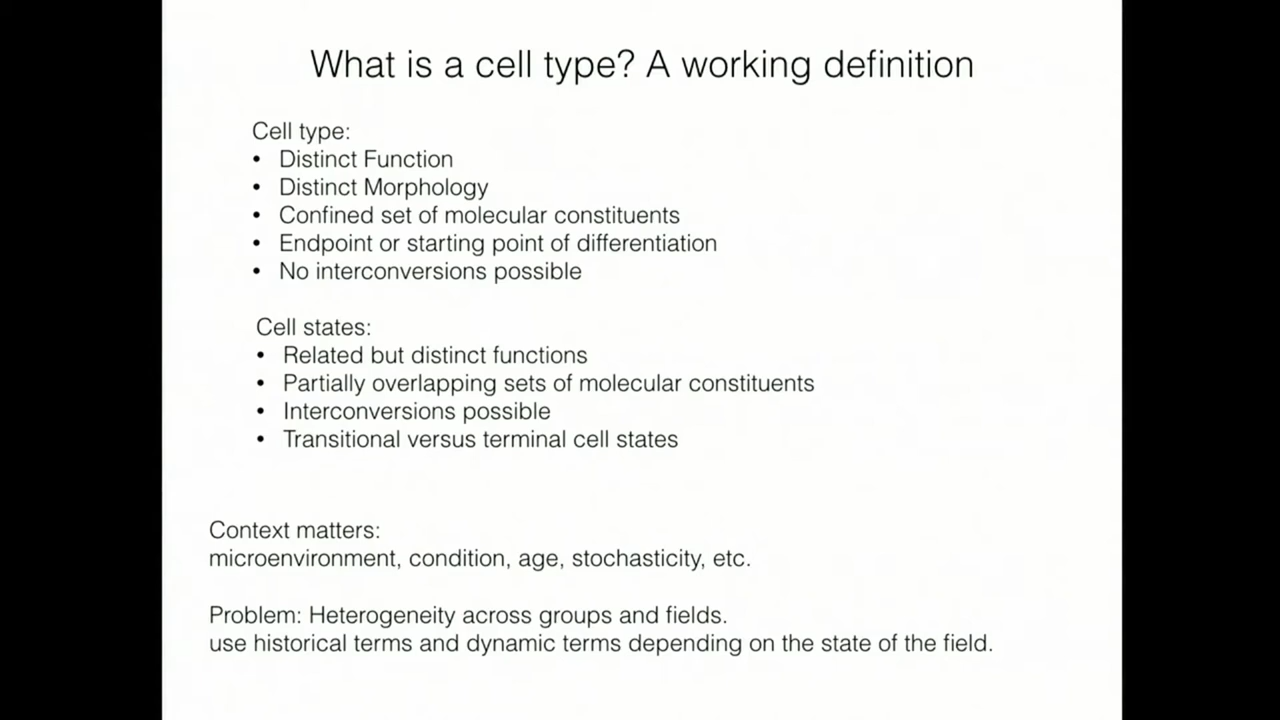 What is a cell type? A working definition
Cell type:
• Distinct Function
• Distinct Morphology
• Confined set of molecular constituents
• Endpoint or starting point of differentiation
• No interconversions possible
Cell states:
• Related but distinct functions
• Partially overlapping sets of molecular constituents
• Interconversions possible
• Transitional versus terminal cell states
Context matters:
microenvironment, condition, age, stochasticity, etc.
Problem: Heterogeneity across groups and fields.
use historical terms and dynamic terms depending on the state of the field.